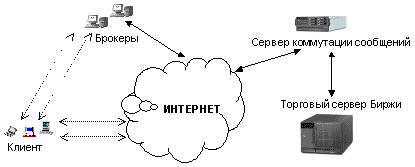 Брокеры
Сервер коммутации сообщений
ИНТЕРНЕТ
Торговый сервер Биржи
Клиент